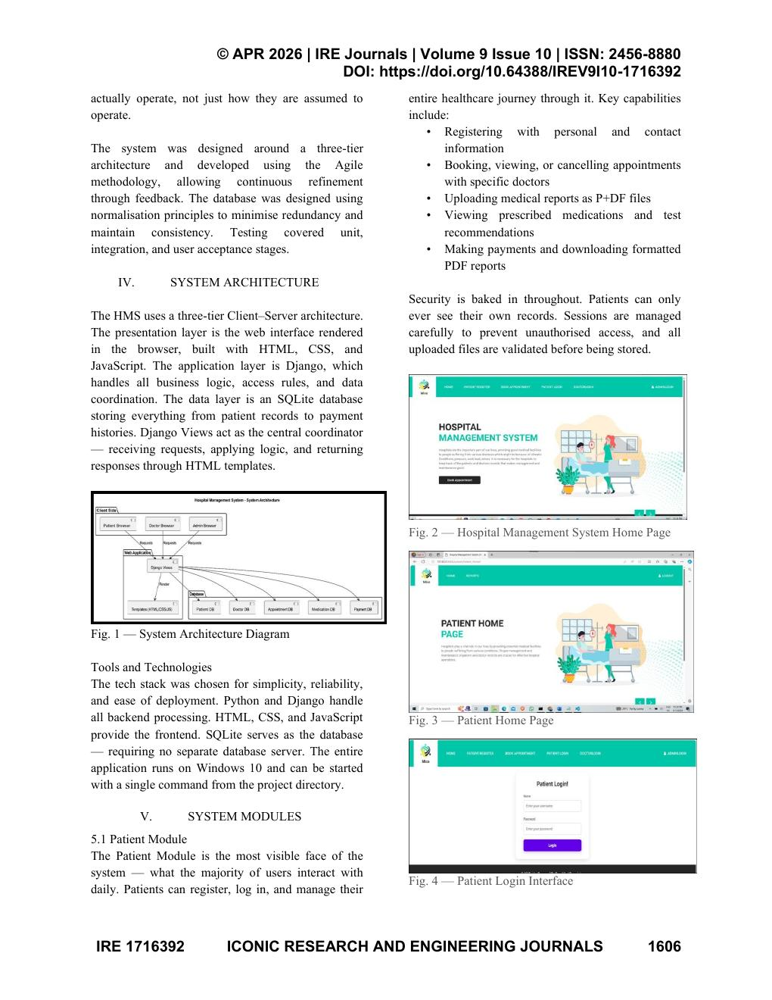 © APR 2026 | IRE Journals | Volume 9 Issue 10 | ISSN: 2456-8880
DOI: https://doi.org/10.64388/IREV9I10-1716392
actually operate, not just how they are assumed to
operate.
The system was designed around a three-tier
architecture and developed using the Agile
methodology, allowing continuous refinement
through feedback. The database was designed using
normalisation principles to minimise redundancy and
maintain consistency. Testing covered unit,
integration, and user acceptance stages.
IV. SYSTEM ARCHITECTURE
The HMS uses a three-tier Client–Server architecture.
The presentation layer is the web interface rendered
in the browser, built with HTML, CSS, and
JavaScript. The application layer is Django, which
handles all business logic, access rules, and data
coordination. The data layer is an SQLite database
storing everything from patient records to payment
histories. Django Views act as the central coordinator
— receiving requests, applying logic, and returning
responses through HTML templates.
Hospital Management System - System Architecture
Client Side
Patient Browser
Doctor Browser
Admin Browser
Requests
Requests
Requests
Web Application
Django Views
Render
Database
Templates (HTML/CSS/JS)
Patient DB
Doctor DB
Appointment DB
Medication DB
Payment DB
Fig. 1 — System Architecture Diagram
Tools and Technologies
The tech stack was chosen for simplicity, reliability,
and ease of deployment. Python and Django handle
all backend processing. HTML, CSS, and JavaScript
provide the frontend. SQLite serves as the database
— requiring no separate database server. The entire
application runs on Windows 10 and can be started
with a single command from the project directory.
V. SYSTEM MODULES
5.1 Patient Module
The Patient Module is the most visible face of the
system — what the majority of users interact with
daily. Patients can register, log in, and manage their
entire healthcare journey through it. Key capabilities
include:
• Registering with personal and contact
information
• Booking, viewing, or cancelling appointments
with specific doctors
• Uploading medical reports as P+DF files
• Viewing prescribed medications and test
recommendations
• Making payments and downloading formatted
PDF reports
Security is baked in throughout. Patients can only
ever see their own records. Sessions are managed
carefully to prevent unauthorised access, and all
uploaded files are validated before being stored.
Mico
HOME PATIENT REGISTER BOOK APPOINTMENT PATIENT LOGIN DOCTORLOGIN ADMINLOGIN
HOSPITAL
MANAGEMENT SYSTEM
Book Appointment
Fig. 2 — Hospital Management System Home Page
Mico
HOME REPORTS LOGOUT
PATIENT HOME
PAGE
Type here to search
Fig. 3 — Patient Home Page
Mico
HOME PATIENT REGISTER BOOK APPOINTMENT PATIENT LOGIN DOCTORLOGIN ADMINLOGIN
Patient Login!
Name
Enter your username
Password
Enter your password
Login
Fig. 4 — Patient Login Interface
IRE 1716392 ICONIC RESEARCH AND ENGINEERING JOURNALS 1606